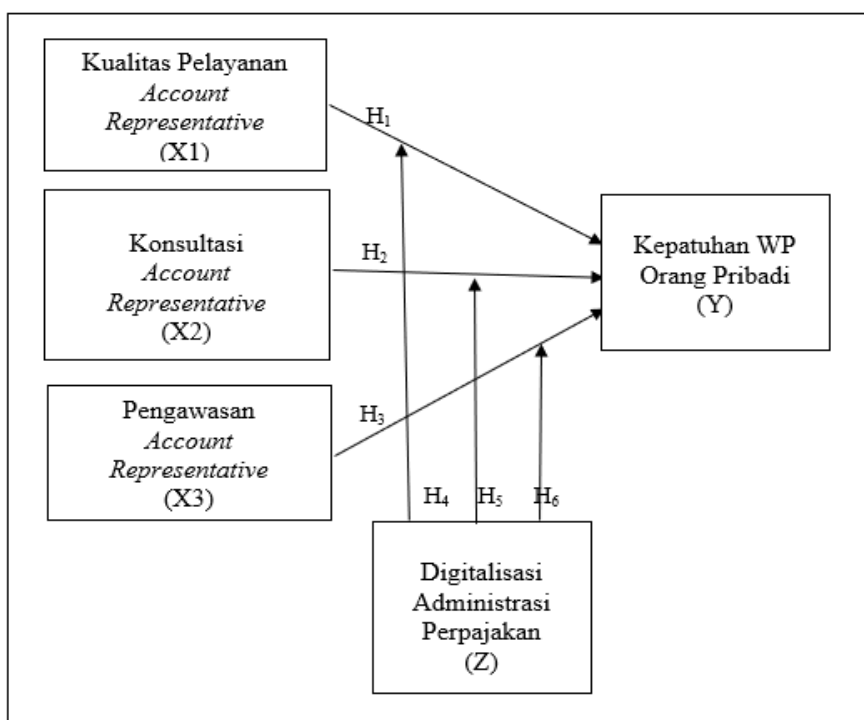 Kualitas Pelayanan
Account
Representative
(X1)
H₁
Konsultasi
Account
Representative
(X2)
H₂
Kepatuhan WP
Orang Pribadi
(Y)
Pengawasan
Account
Representative
(X3)
H₃
H₄ H₅ H₆
Digitalisasi
Administrasi
Perpajakan
(Z)